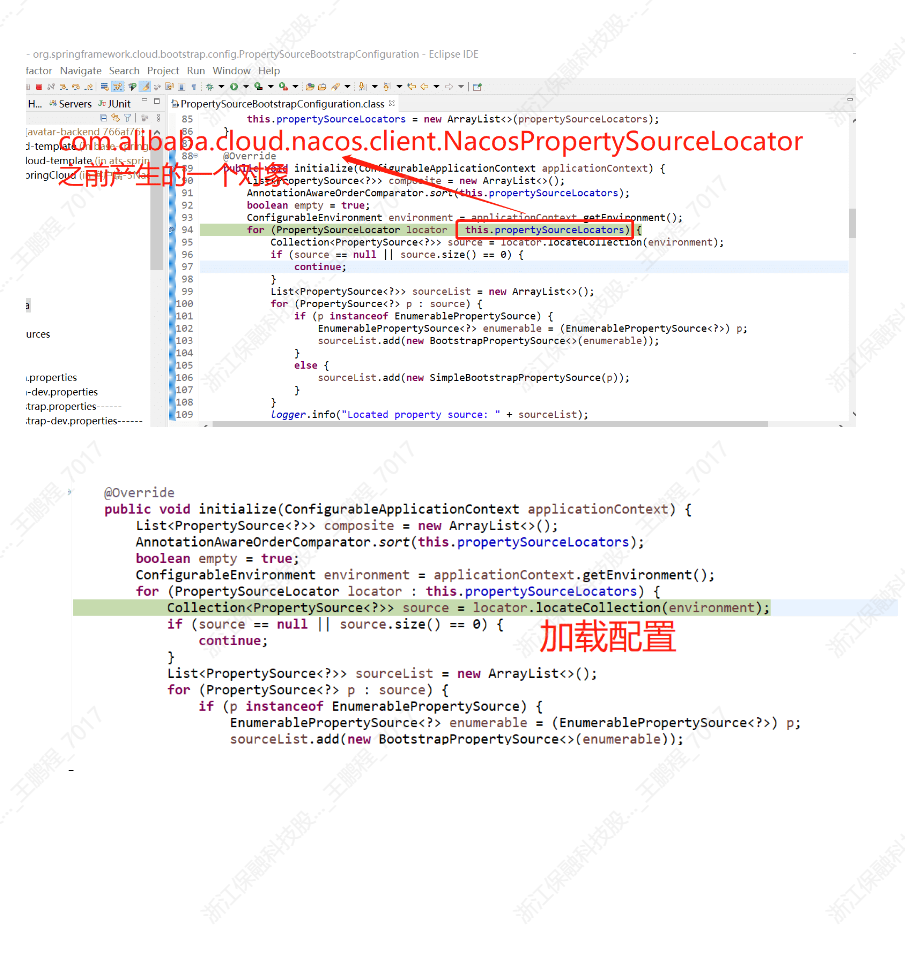 - org.springframework.cloud.bootstrap.config.PropertySourceBootstrapConfiguration - Eclipse IDE
factor Navigate Search Project Run Window Help
H... Servers JUnit
PropertySourceBootstrapConfiguration.class
85 this.propertySourceLocators = new ArrayList<>(propertySourceLocators);
86 }
com.alibaba.cloud.nacos.client.NacosPropertySourceLocator
88 @Override
之前产生的一个对象
89 public void initialize(ConfigurableApplicationContext applicationContext) {
90 List<PropertySource<?>> composite = new ArrayList<>();
91 AnnotationAwareOrderComparator.sort(this.propertySourceLocators);
92 boolean empty = true;
93 ConfigurableEnvironment environment = applicationContext.getEnvironment();
94 for (PropertySourceLocator locator this.propertySourceLocators) {
95 Collection<PropertySource<?>> source = locator.locateCollection(environment);
96 if (source == null || source.size() == 0) {
97 continue;
98 }
99 List<PropertySource<?>> sourceList = new ArrayList<>();
100 for (PropertySource<?> p : source) {
101 if (p instanceof EnumerablePropertySource) {
102 EnumerablePropertySource<?> enumerable = (EnumerablePropertySource<?>) p;
103 sourceList.add(new BootstrapPropertySource<>(enumerable));
104 }
105 else {
106 sourceList.add(new SimpleBootstrapPropertySource(p));
107 }
108 }
109 logger.info("Located property source: " + sourceList);
javatar-backend
d-template
loud-template
pringCloud
urces
.properties
-dev.properties
strap.properties------
strap-dev.properties------
@Override
public void initialize(ConfigurableApplicationContext applicationContext) {
List<PropertySource<?>> composite = new ArrayList<>();
AnnotationAwareOrderComparator.sort(this.propertySourceLocators);
boolean empty = true;
ConfigurableEnvironment environment = applicationContext.getEnvironment();
for (PropertySourceLocator locator : this.propertySourceLocators) {
Collection<PropertySource<?>> source = locator.locateCollection(environment);
if (source == null || source.size() == 0) {
加载配置
continue;
}
List<PropertySource<?>> sourceList = new ArrayList<>();
for (PropertySource<?> p : source) {
if (p instanceof EnumerablePropertySource) {
EnumerablePropertySource<?> enumerable = (EnumerablePropertySource<?>) p;
sourceList.add(new BootstrapPropertySource<>(enumerable));
浙江保融科技股..._王鹏程_7017